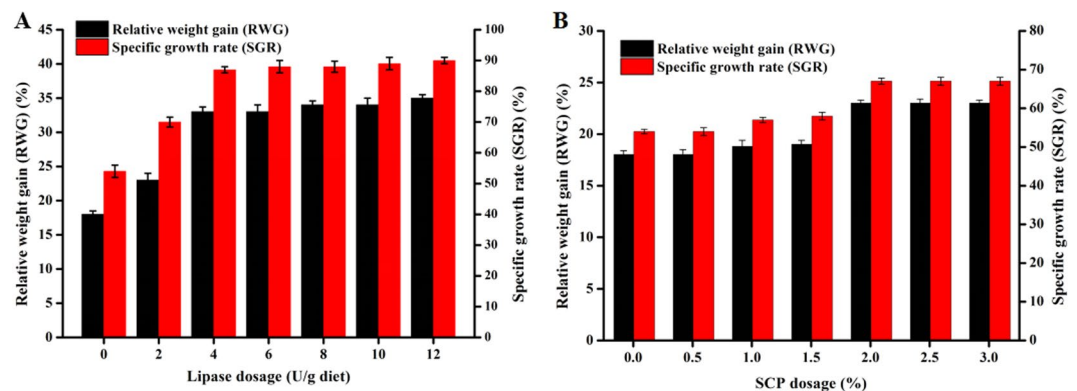 A
Relative weight gain (RWG)
Specific growth rate (SGR)
Relative weight gain (RWG) (%)
45
40
35
30
25
20
15
10
5
0
100
90
80
70
60
50
40
30
20
10
0
Specific growth rate (SGR) (%)
0 2 4 6 8 10 12
Lipase dosage (U/g diet)
B
Relative weight gain (RWG)
Specific growth rate (SGR)
Relative weight gain (RWG) (%)
30
25
20
15
10
5
0
80
70
60
50
40
30
20
10
0
Specific growth rate (SGR) (%)
0.0 0.5 1.0 1.5 2.0 2.5 3.0
SCP dosage (%)